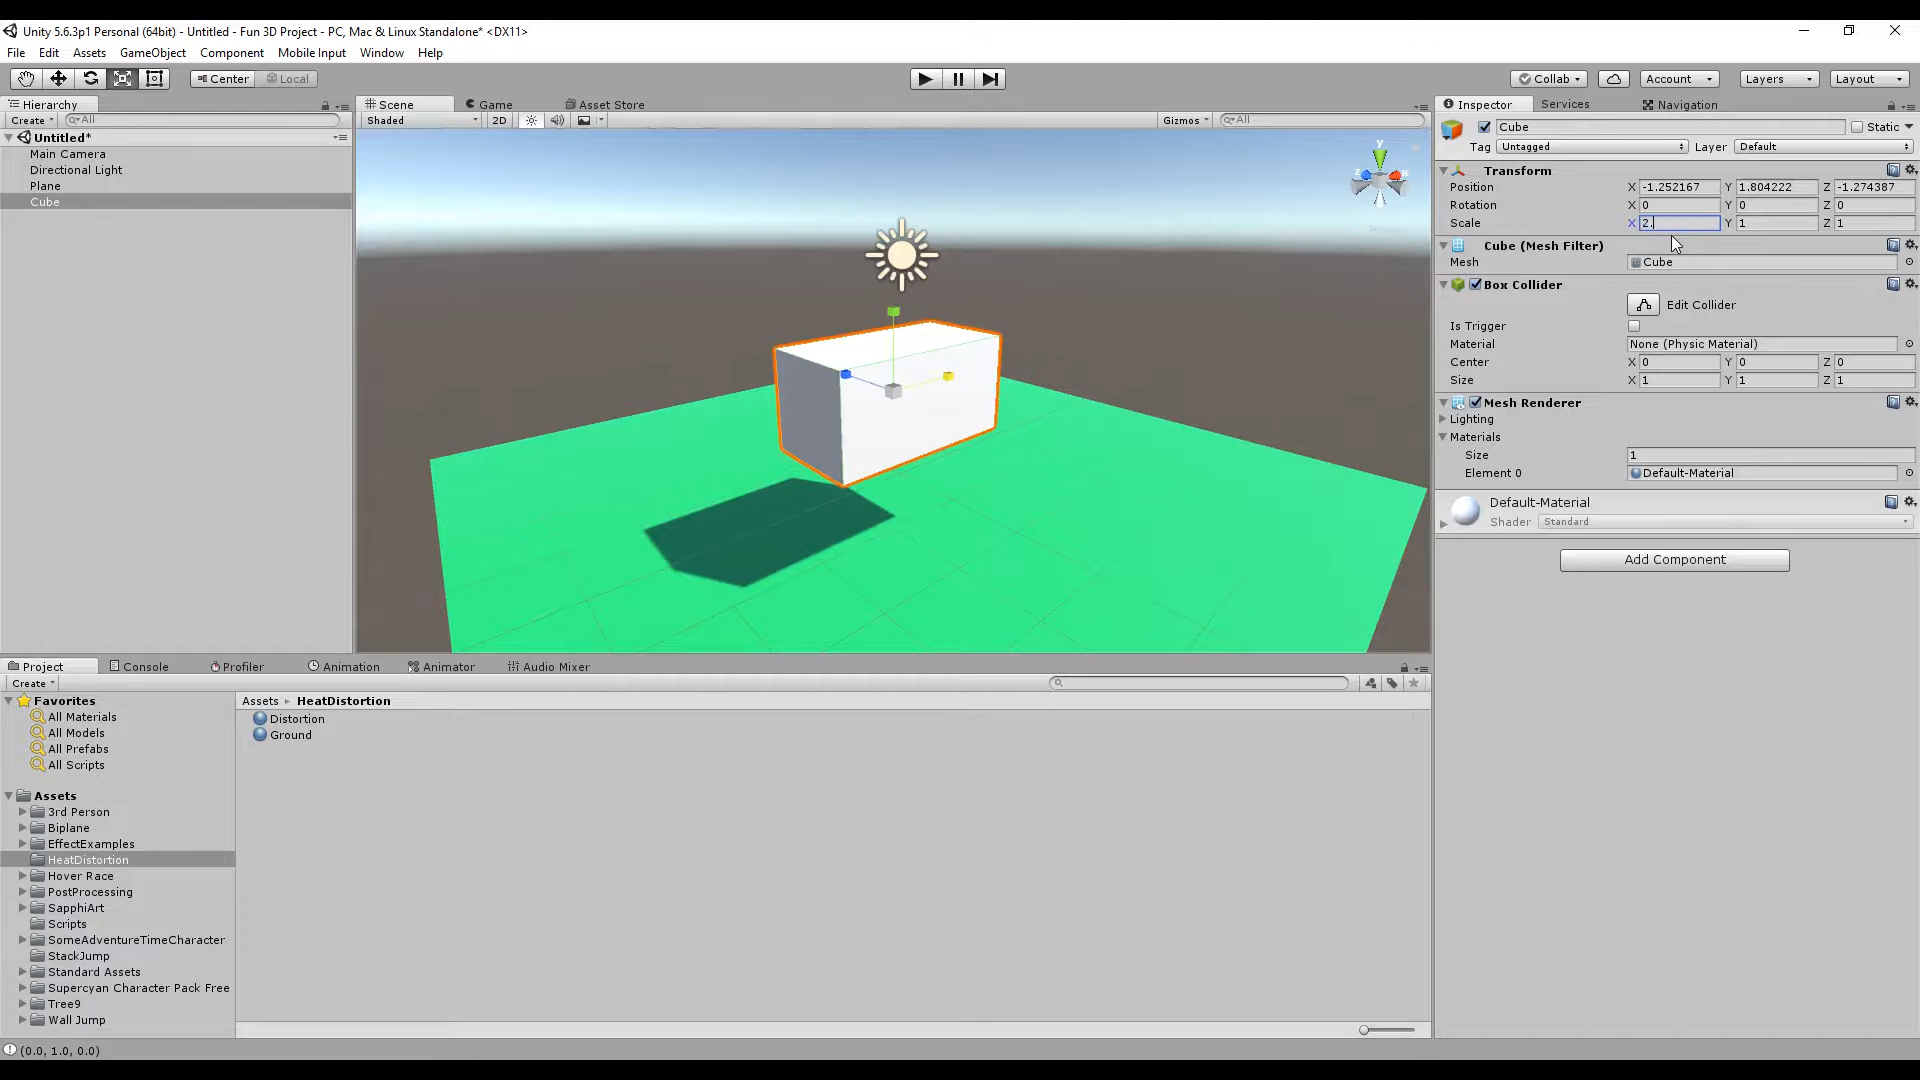 Unity 5.6.3p1 Personal (64bit) - Untitled - Fun 3D Project - PC, Mac & Linux Standalone* <DX11>
File Edit Assets GameObject Component Mobile Input Window Help
Center Local Collab Account Layers Layout
Hierarchy
Create All
Untitled*
Main Camera
Directional Light
Plane
Cube
Scene Game Asset Store
Shaded 2D Gizmos All
y
z x
Inspector Services Navigation
Cube Static
Tag Untagged Layer Default
Transform
Position X -1.252167 Y 1.804222 Z -1.274387
Rotation X 0 Y 0 Z 0
Scale X 2. Y 1 Z 1
Cube (Mesh Filter)
Mesh Cube
Box Collider
Edit Collider
Is Trigger
Material None (Physic Material)
Center X 0 Y 0 Z 0
Size X 1 Y 1 Z 1
Mesh Renderer
Lighting
Materials
Size 1
Element 0 Default-Material
Default-Material
Shader Standard
Add Component
Project Console Profiler Animation Animator Audio Mixer
Create
Favorites
All Materials
All Models
All Prefabs
All Scripts
Assets
3rd Person
Biplane
EffectExamples
HeatDistortion
Hover Race
PostProcessing
SapphiArt
Scripts
SomeAdventureTimeCharacter
StackJump
Standard Assets
Supercyan Character Pack Free
Tree9
Wall Jump
Assets HeatDistortion
Distortion
Ground
(0.0, 1.0, 0.0)